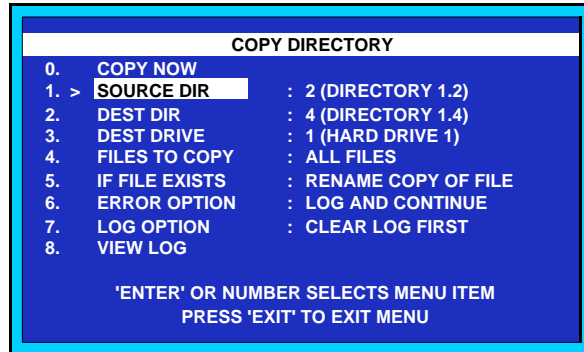 COPY DIRECTORY
0. COPY NOW
1. > SOURCE DIR : 2 (DIRECTORY 1.2)
2. DEST DIR : 4 (DIRECTORY 1.4)
3. DEST DRIVE : 1 (HARD DRIVE 1)
4. FILES TO COPY : ALL FILES
5. IF FILE EXISTS : RENAME COPY OF FILE
6. ERROR OPTION : LOG AND CONTINUE
7. LOG OPTION : CLEAR LOG FIRST
8. VIEW LOG
'ENTER' OR NUMBER SELECTS MENU ITEM
PRESS 'EXIT' TO EXIT MENU